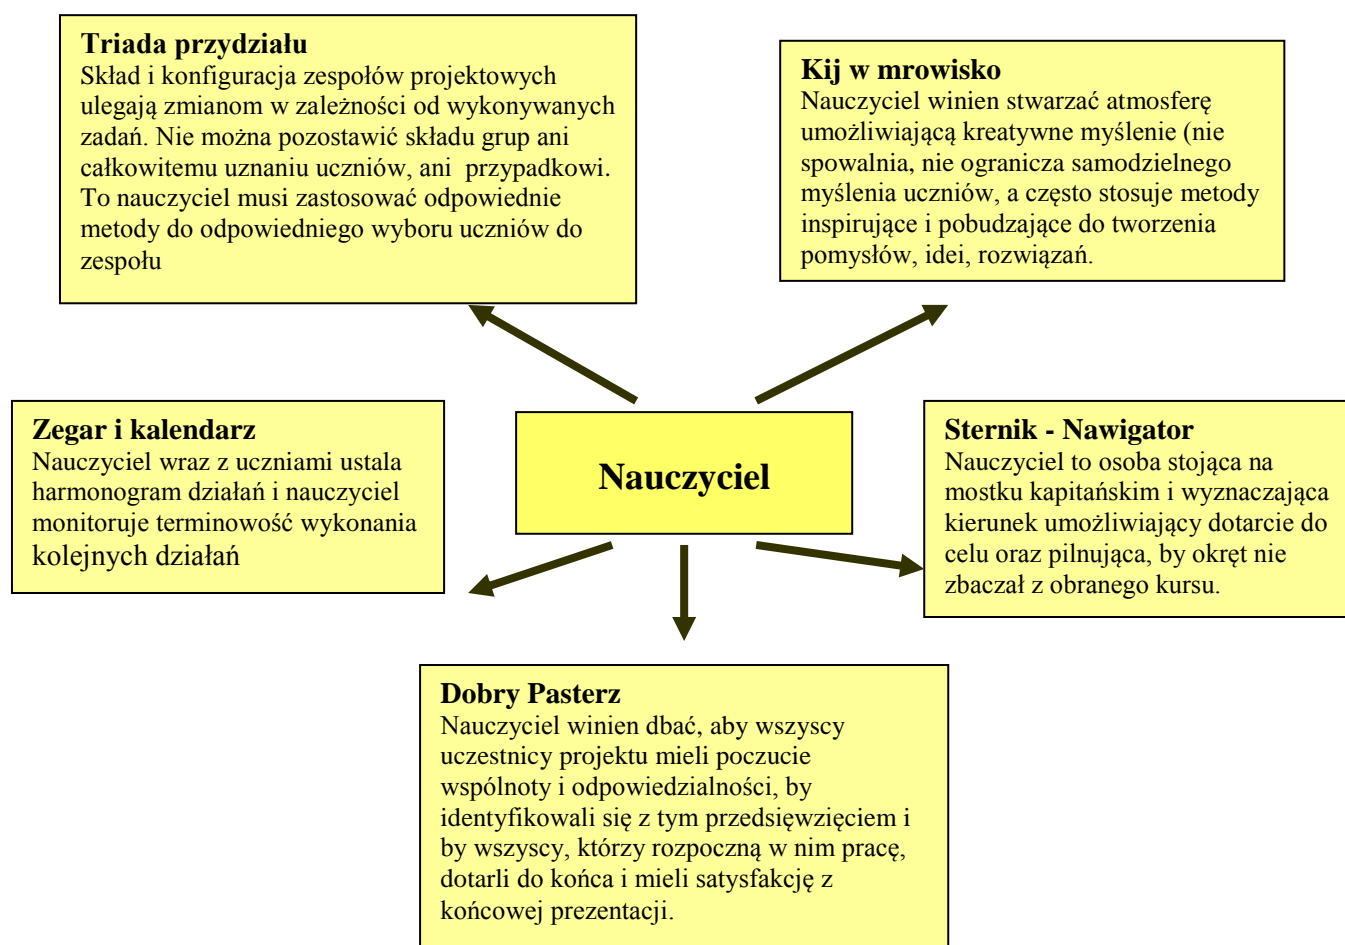 Triada przydziału
Skład i konfiguracja zespołów projektowych
ulegają zmianom w zależności od wykonywanych
zadań. Nie można pozostawić składu grup ani
całkowitemu uznaniu uczniów, ani  przypadkowi.
To nauczyciel musi zastosować odpowiednie
metody do odpowiedniego wyboru uczniów do
zespołu
Kij w mrowisko
Nauczyciel winien stwarzać atmosferę
umożliwiającą kreatywne myślenie (nie
spowalnia, nie ogranicza samodzielnego
myślenia uczniów, a często stosuje metody
inspirujące i pobudzające do tworzenia
pomysłów, idei, rozwiązań.
Zegar i kalendarz
Nauczyciel wraz z uczniami ustala
harmonogram działań i nauczyciel
monitoruje terminowość wykonania
kolejnych działań
Nauczyciel
Sternik - Nawigator
Nauczyciel to osoba stojąca na
mostku kapitańskim i wyznaczająca
kierunek umożliwiający dotarcie do
celu oraz pilnująca, by okręt nie
zbaczał z obranego kursu.
Dobry Pasterz
Nauczyciel winien dbać, aby wszyscy
uczestnicy projektu mieli poczucie
wspólnoty i odpowiedzialności, by
identyfikowali się z tym przedsięwzięciem i
by wszyscy, którzy rozpoczną w nim pracę,
dotarli do końca i mieli satysfakcję z
końcowej prezentacji.